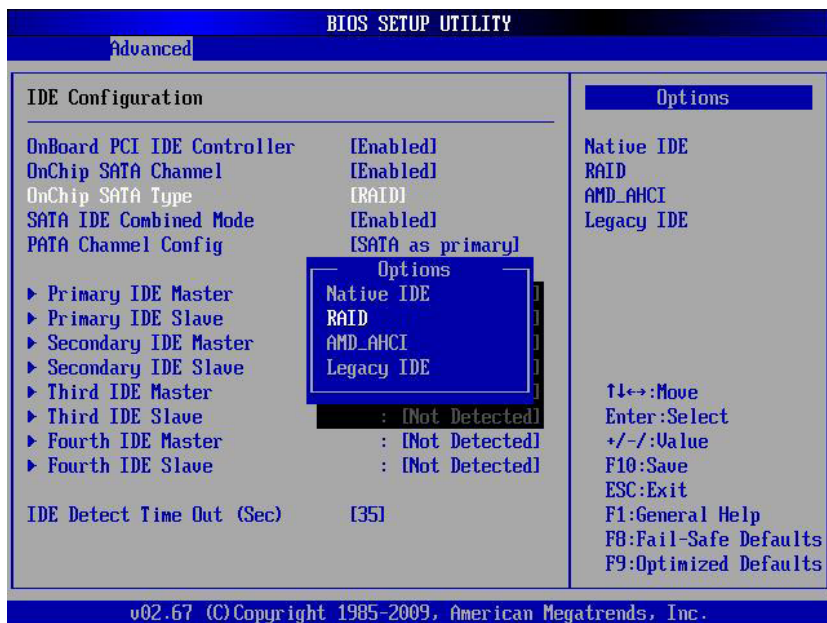 BIOS SETUP UTILITY
Advanced
IDE Configuration
OnBoard PCI IDE Controller [Enabled]
OnChip SATA Channel [Enabled]
OnChip SATA Type [RAID]
SATA IDE Combined Mode [Enabled]
PATA Channel Config [SATA as primary]
▶ Primary IDE Master ]
▶ Primary IDE Slave ]
▶ Secondary IDE Master ]
▶ Secondary IDE Slave ]
▶ Third IDE Master ]
▶ Third IDE Slave : [Not Detected]
▶ Fourth IDE Master : [Not Detected]
▶ Fourth IDE Slave : [Not Detected]
IDE Detect Time Out (Sec) [35]
Options
Native IDE
RAID
AMD_AHCI
Legacy IDE
Options
Native IDE
RAID
AMD_AHCI
Legacy IDE
↑↓←→:Move
Enter:Select
+/-/:Value
F10:Save
ESC:Exit
F1:General Help
F8:Fail-Safe Defaults
F9:Optimized Defaults
v02.67 (C)Copyright 1985-2009, American Megatrends, Inc.